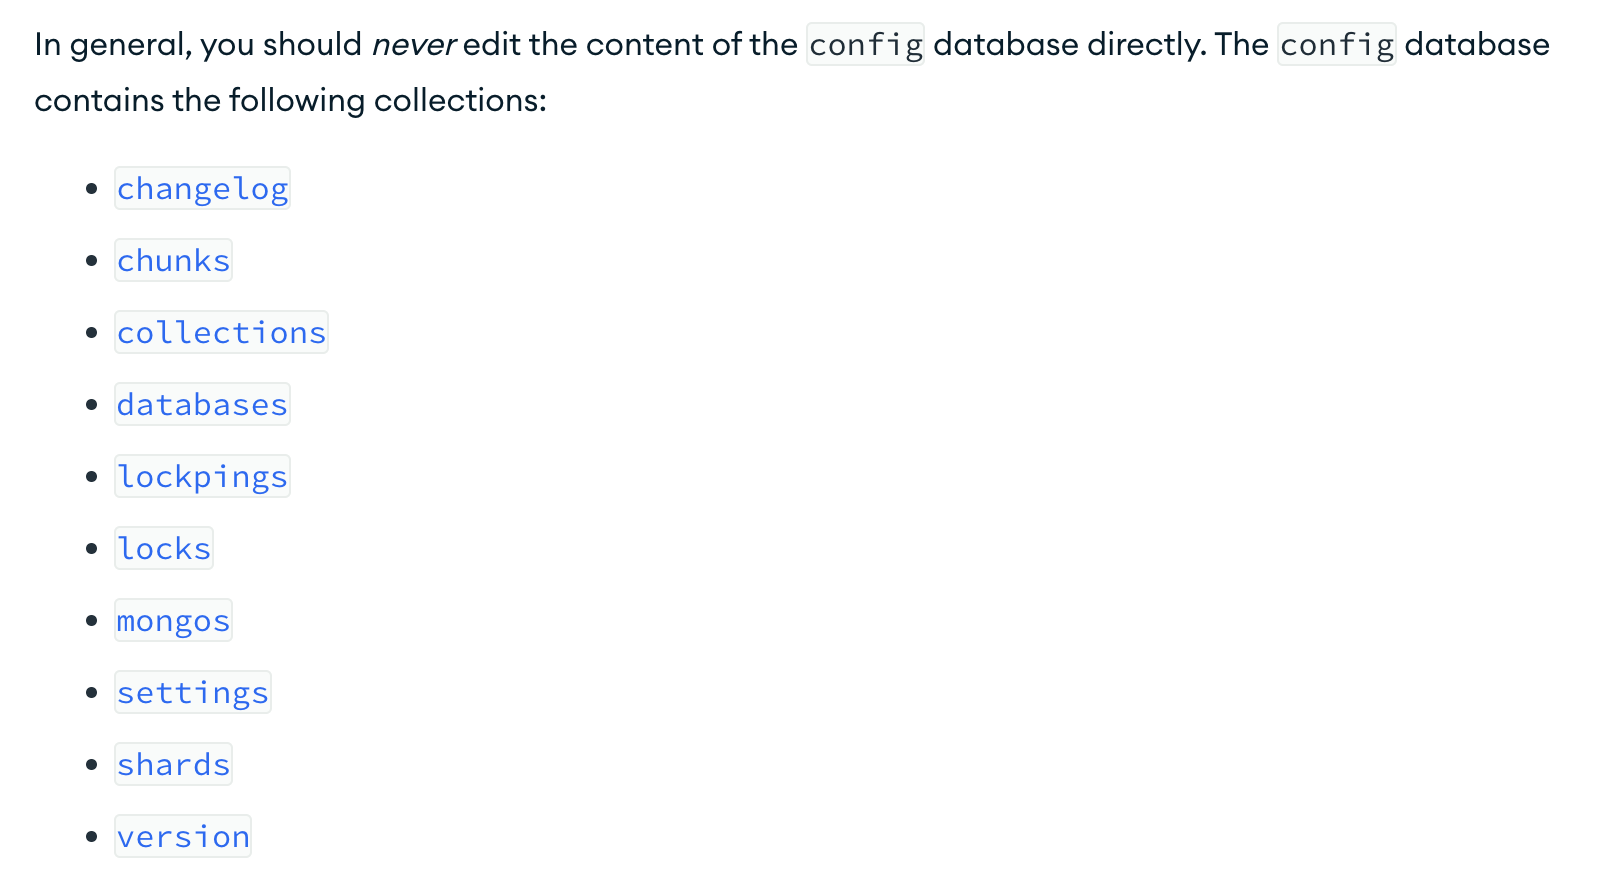 In general, you should never edit the content of the config database directly. The config database
contains the following collections:
• changelog
• chunks
• collections
• databases
• lockpings
• locks
• mongos
• settings
• shards
• version